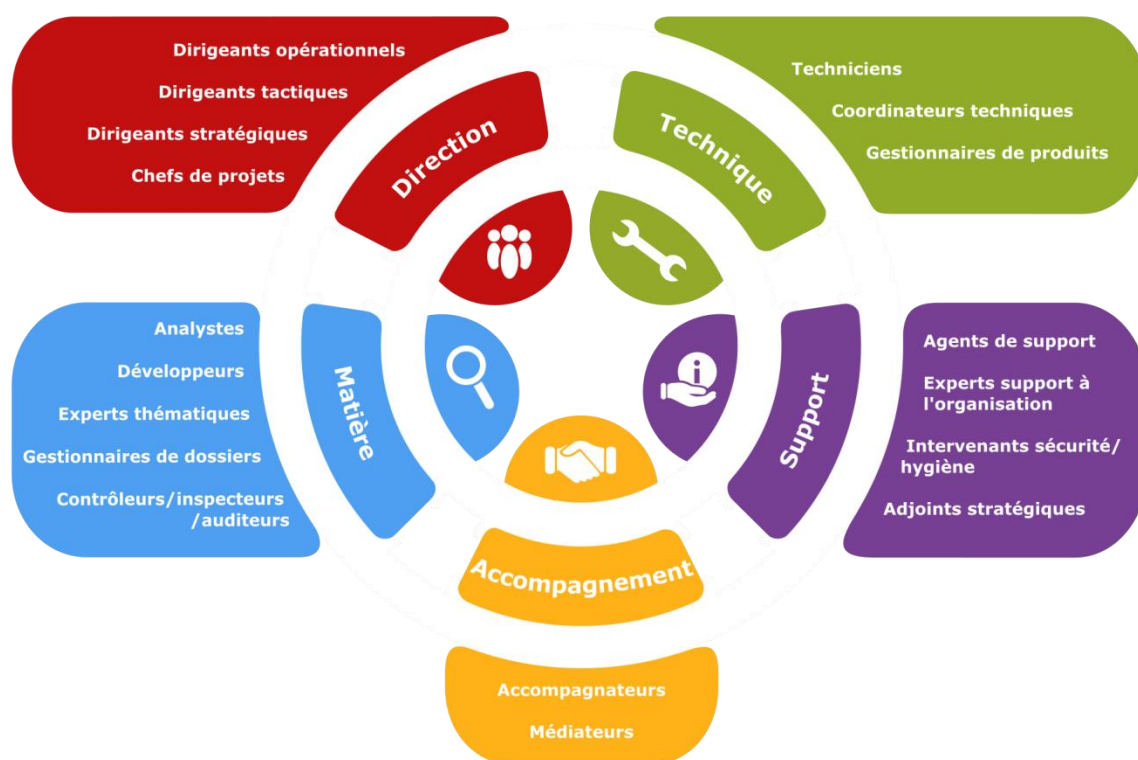 Dirigeants opérationnels
Dirigeants tactiques
Dirigeants stratégiques
Chefs de projets
Direction
Techniciens
Coordinateurs techniques
Gestionnaires de produits
Technique
Analystes
Développeurs
Experts thématiques
Gestionnaires de dossiers
Contrôleurs/inspecteurs
/auditeurs
Matière
Agents de support
Experts support à
l'organisation
Intervenants sécurité/
hygiène
Adjoints stratégiques
Support
i
Accompagnement
Accompagnateurs
Médiateurs